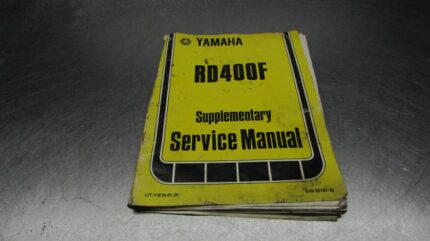 YAMAHA
RD400F
Supplementary
Service Manual